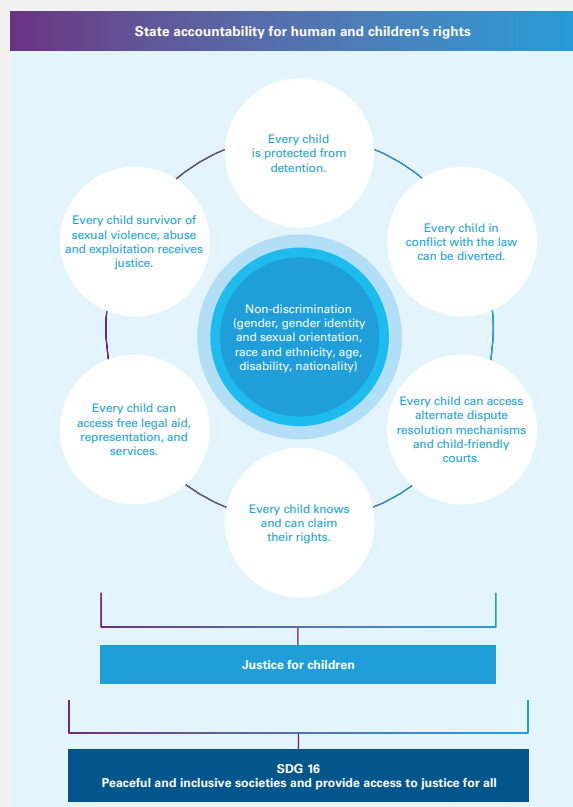 State accountability for human and children's rights
Every child
is protected from
detention.
Every child in
conflict with the law
can be diverted.
Every child can access
alternate dispute
resolution mechanisms
and child-friendly
courts.
Every child knows
and can claim
their rights.
Every child can
access free legal aid,
representation, and
services.
Every child survivor of
sexual violence, abuse
and exploitation receives
justice.
Non-discrimination
(gender, gender identity
and sexual orientation,
race and ethnicity, age,
disability, nationality)
Justice for children
SDG 16
Peaceful and inclusive societies and provide access to justice for all